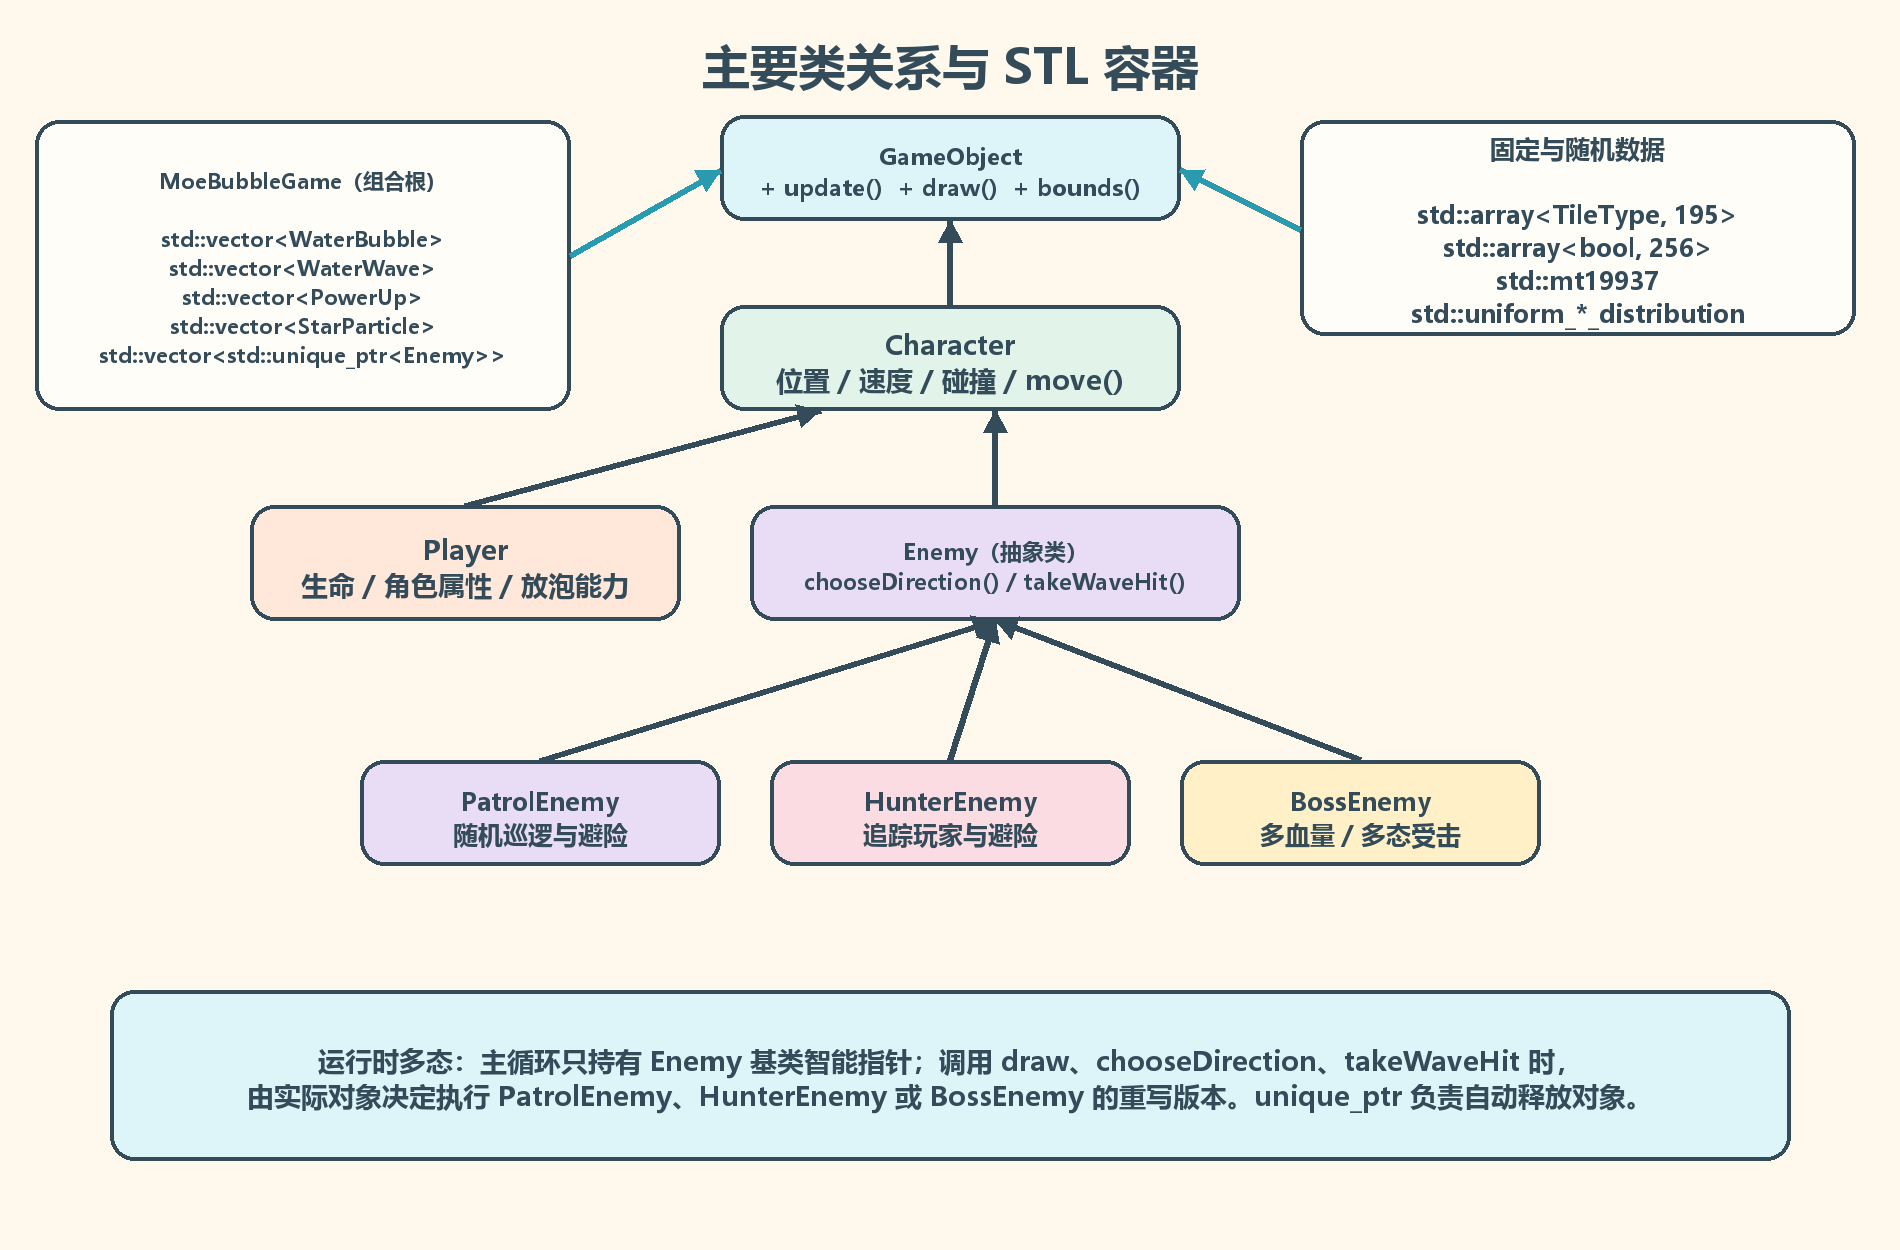 主要类关系与 STL 容器
MoeBubbleGame（组合根）
std::vector<WaterBubble>
std::vector<WaterWave>
std::vector<PowerUp>
std::vector<StarParticle>
std::vector<std::unique_ptr<Enemy>>
GameObject
+ update()  + draw()  + bounds()
固定与随机数据
std::array<TileType, 195>
std::array<bool, 256>
std::mt19937
std::uniform_*_distribution
Character
位置 / 速度 / 碰撞 / move()
Player
生命 / 角色属性 / 放泡能力
Enemy（抽象类）
chooseDirection() / takeWaveHit()
PatrolEnemy
随机巡逻与避险
HunterEnemy
追踪玩家与避险
BossEnemy
多血量 / 多态受击
运行时多态：主循环只持有 Enemy 基类智能指针；调用 draw、chooseDirection、takeWaveHit 时，
由实际对象决定执行 PatrolEnemy、HunterEnemy 或 BossEnemy 的重写版本。unique_ptr 负责自动释放对象。